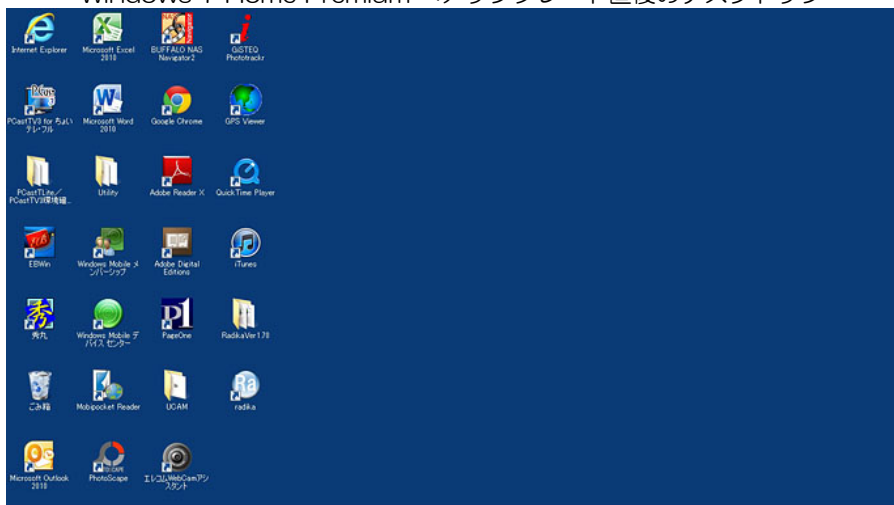 Windows 7 Home Premium へアップグレード直後のデスクトップ
Internet Explorer
Microsoft Excel
2010
BUFFALO NAS
Navigator2
GiSTEQ
Phototrackr
PCastTV3 for ちょい
テレ・フル
Microsoft Word
2010
Google Chrome
GPS Viewer
PCastTLite／
PCastTV3環境確...
Utility
Adobe Reader X
QuickTime Player
EBWin
Windows Mobile メ
ンバーシップ
Adobe Digital
Editions
iTunes
秀丸
Windows Mobile デ
バイス センター
PageOne
RadikaVer1.70
ごみ箱
Mobipocket Reader
UCAM
radika
Microsoft Outlook
2010
PhotoScape
エレコムWebCamアシ
スタント